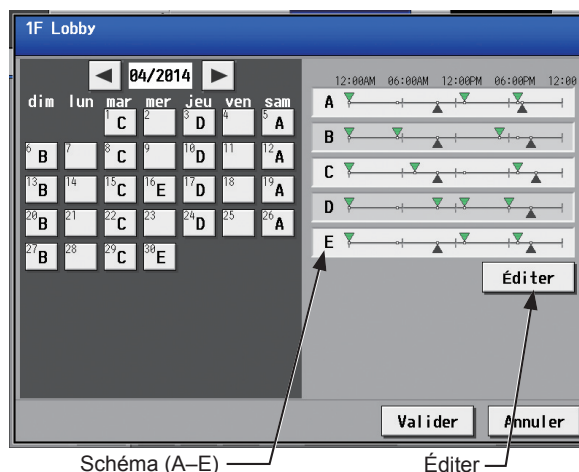 1F Lobby
04/2014
dim lun mar mer jeu ven sam
1 C 2 3 D 4 5 A
6 B 7 8 C 9 10 D 11 12 A
13 B 14 15 C 16 E 17 D 18 19 A
20 B 21 22 C 23 24 D 25 26 A
27 B 28 29 C 30 E
12:00AM 06:00AM 12:00PM 06:00PM 12:00
A
B
C
D
E
Éditer
Valider Annuler
Schéma (A–E) Éditer